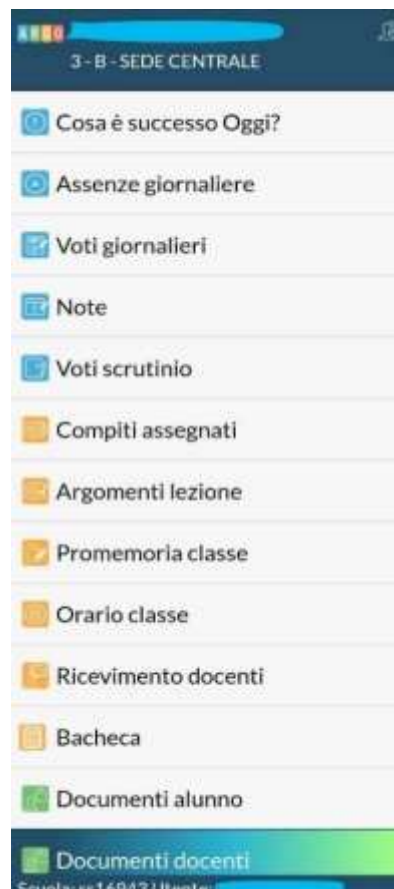 ARGO
3 - B - SEDE CENTRALE
Cosa è successo Oggi?
Assenze giornaliere
Voti giornalieri
Note
Voti scrutinio
Compiti assegnati
Argomenti lezione
Promemoria classe
Orario classe
Ricevimento docenti
Bacheca
Documenti alunno
Documenti docenti